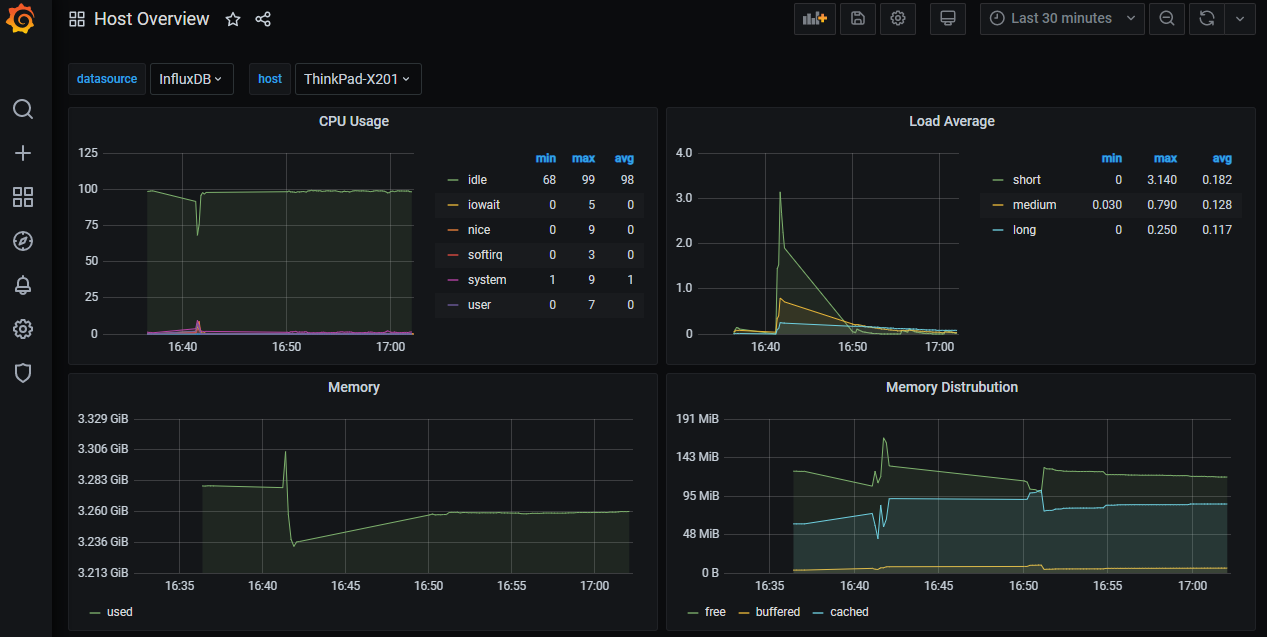 Host Overview
Last 30 minutes
datasource InfluxDB host ThinkPad-X201
CPU Usage
125
100
75
50
25
0
16:40 16:50 17:00
min max avg
idle 68 99 98
iowait 0 5 0
nice 0 9 0
softirq 0 3 0
system 1 9 1
user 0 7 0
Load Average
4.0
3.0
2.0
1.0
0
16:40 16:50 17:00
min max avg
short 0 3.140 0.182
medium 0.030 0.790 0.128
long 0 0.250 0.117
Memory
3.329 GiB
3.306 GiB
3.283 GiB
3.260 GiB
3.236 GiB
3.213 GiB
16:35 16:40 16:45 16:50 16:55 17:00
used
Memory Distrubution
191 MiB
143 MiB
95 MiB
48 MiB
0 B
16:35 16:40 16:45 16:50 16:55 17:00
free buffered cached